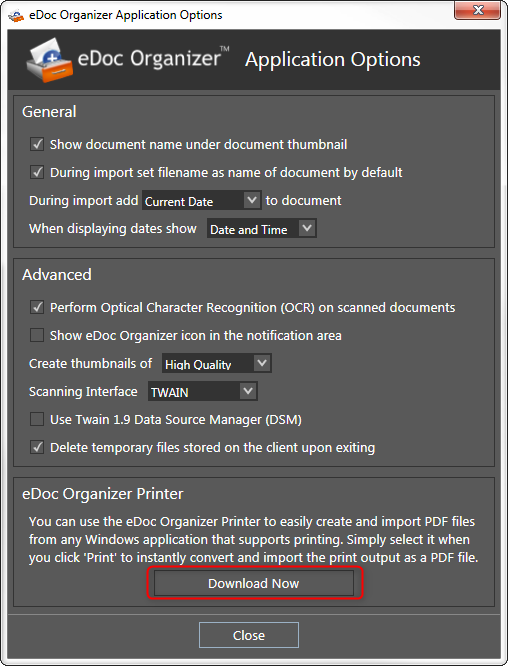 eDoc Organizer Application Options
eDoc Organizer™ Application Options
General
Show document name under document thumbnail
During import set filename as name of document by default
During import add Current Date to document
When displaying dates show Date and Time
Advanced
Perform Optical Character Recognition (OCR) on scanned documents
Show eDoc Organizer icon in the notification area
Create thumbnails of High Quality
Scanning Interface TWAIN
Use Twain 1.9 Data Source Manager (DSM)
Delete temporary files stored on the client upon exiting
eDoc Organizer Printer
You can use the eDoc Organizer Printer to easily create and import PDF files
from any Windows application that supports printing. Simply select it when
you click 'Print' to instantly convert and import the print output as a PDF file.
Download Now
Close